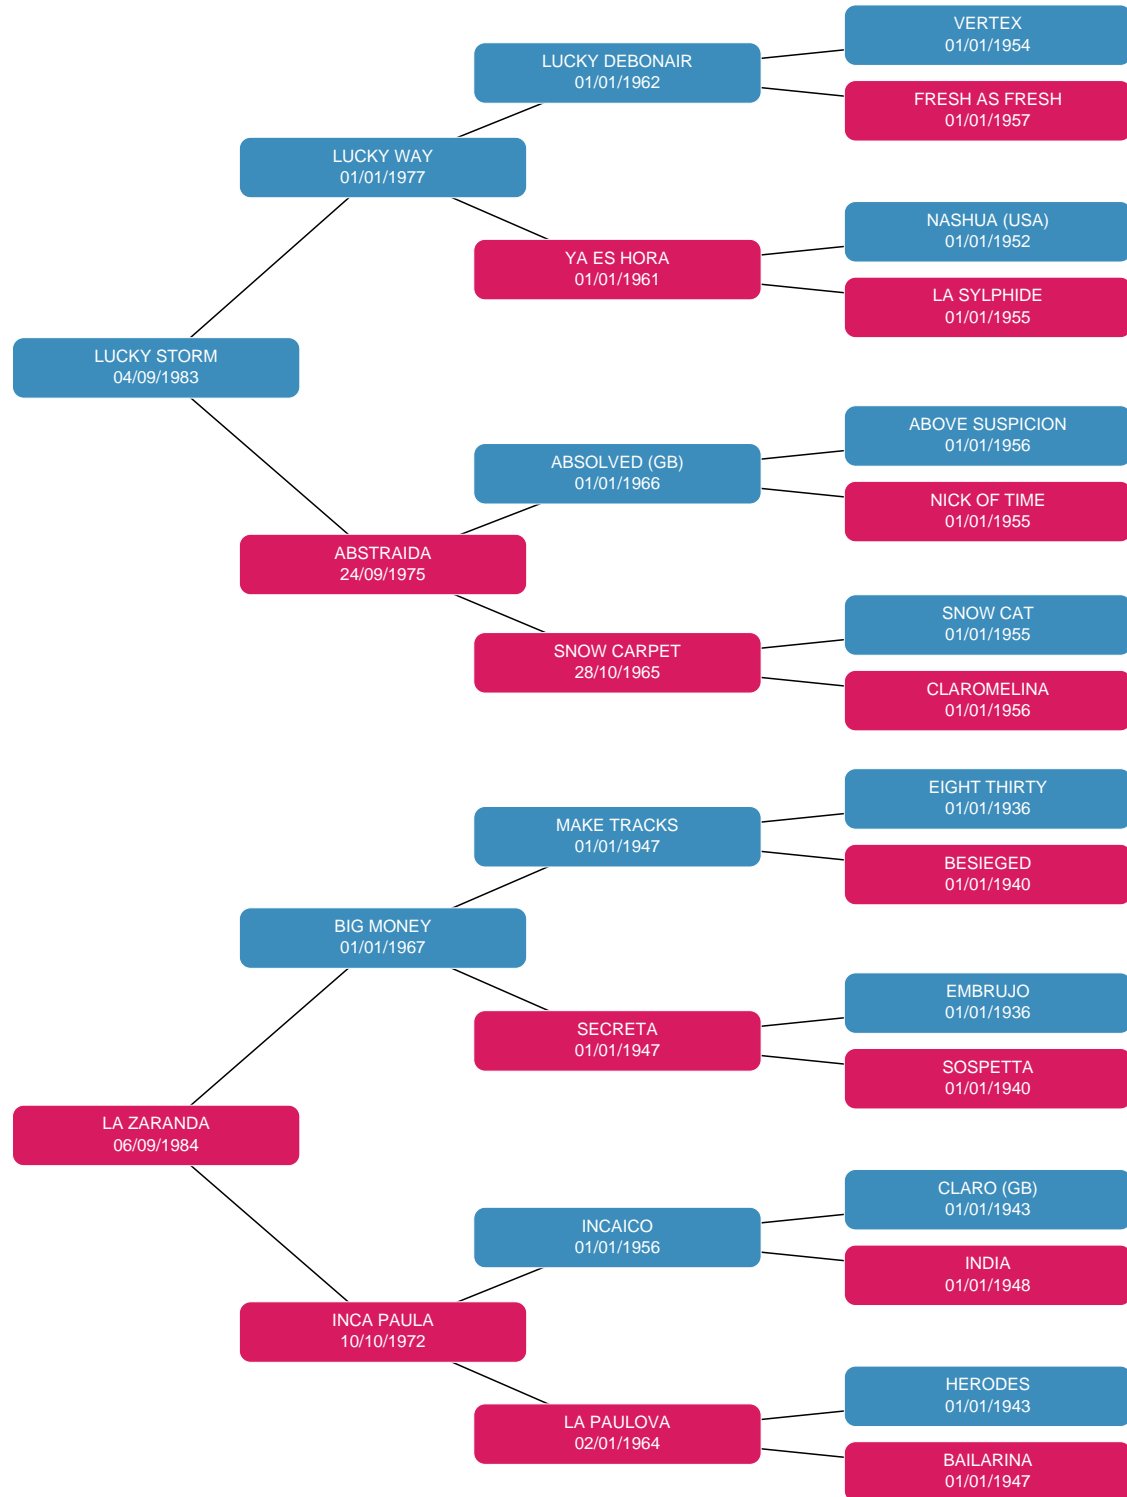 VERTEX
01/01/1954
LUCKY DEBONAIR
01/01/1962
FRESH AS FRESH
01/01/1957
LUCKY WAY
01/01/1977
NASHUA (USA)
01/01/1952
YA ES HORA
01/01/1961
LA SYLPHIDE
01/01/1955
LUCKY STORM
04/09/1983
ABOVE SUSPICION
01/01/1956
ABSOLVED (GB)
01/01/1966
NICK OF TIME
01/01/1955
ABSTRAIDA
24/09/1975
SNOW CAT
01/01/1955
SNOW CARPET
28/10/1965
CLAROMELINA
01/01/1956
EIGHT THIRTY
01/01/1936
MAKE TRACKS
01/01/1947
BESIEGED
01/01/1940
BIG MONEY
01/01/1967
EMBRUJO
01/01/1936
SECRETA
01/01/1947
SOSPETTA
01/01/1940
LA ZARANDA
06/09/1984
CLARO (GB)
01/01/1943
INCAICO
01/01/1956
INDIA
01/01/1948
INCA PAULA
10/10/1972
HERODES
01/01/1943
LA PAULOVA
02/01/1964
BAILARINA
01/01/1947